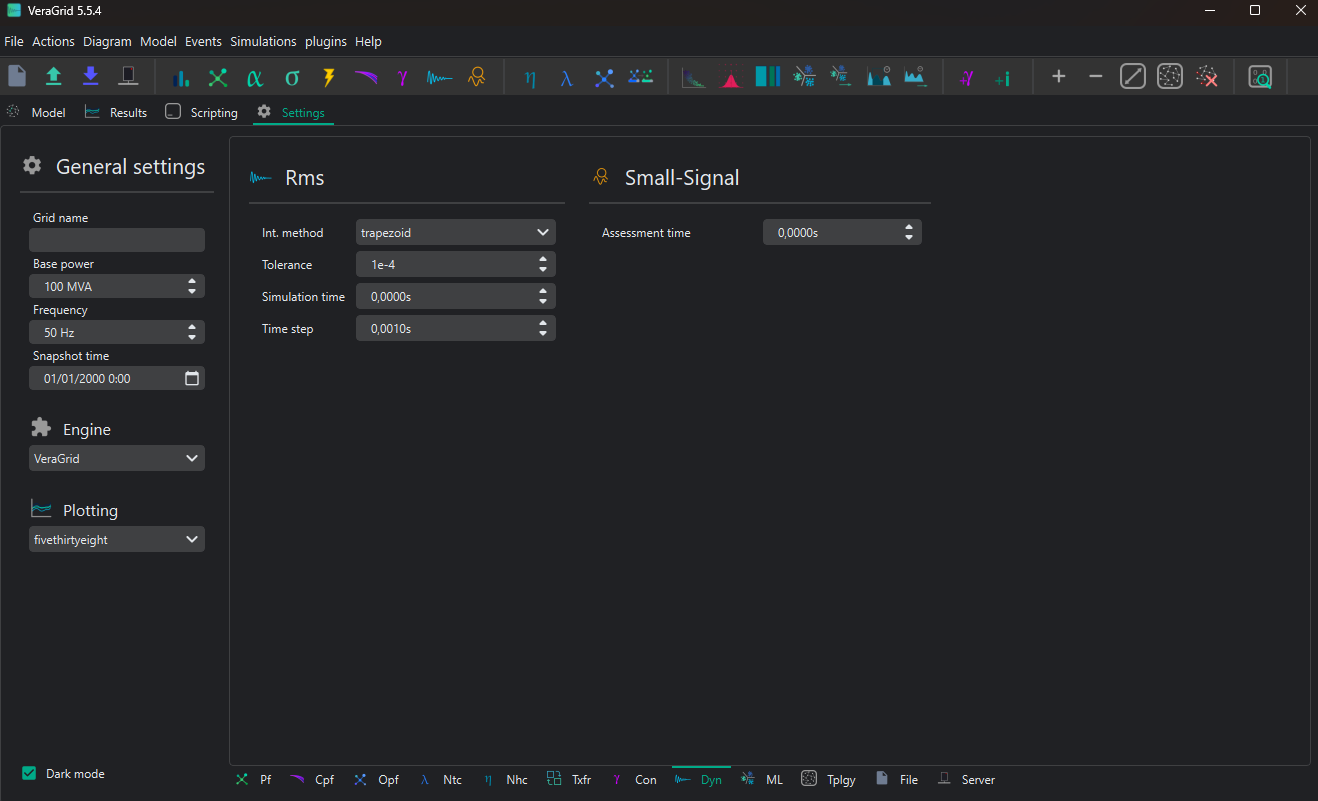 VeraGrid 5.5.4
File Actions Diagram Model Events Simulations plugins Help
α σ γ η λ +γ +i
Model Results Scripting Settings
General settings
Grid name
Base power
100 MVA
Frequency
50 Hz
Snapshot time
01/01/2000 0:00
Engine
VeraGrid
Plotting
fivethirtyeight
Dark mode
Rms
Int. method trapezoid
Tolerance 1e-4
Simulation time 0,0000s
Time step 0,0010s
Small-Signal
Assessment time 0,0000s
Pf Cpf Opf λ Ntc η Nhc Txfr γ Con Dyn ML Tplgy File Server